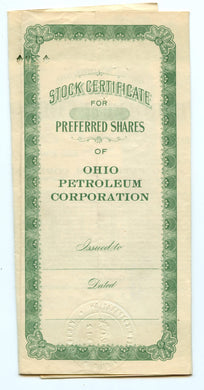 STOCK CERTIFICATE
FOR
PREFERRED SHARES
OF
OHIO
PETROLEUM
CORPORATION
Issued to
Dated